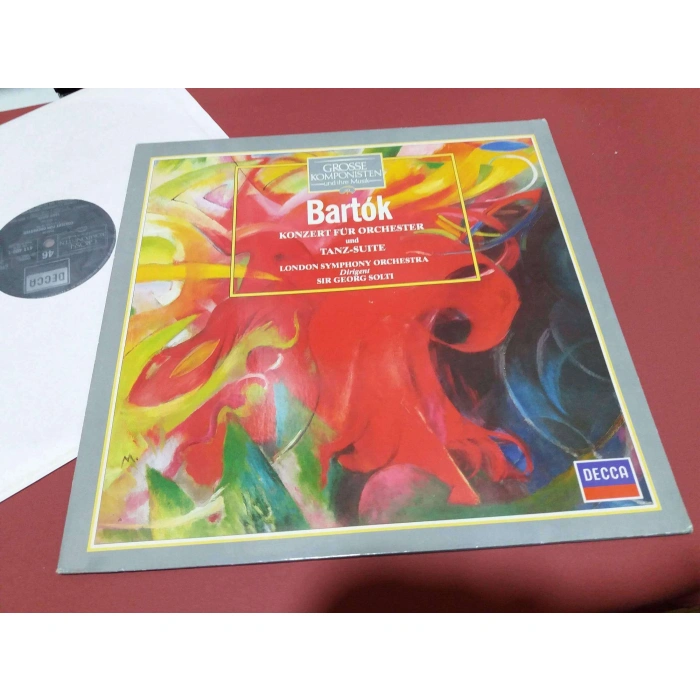 GROSSE
KOMPONISTEN
und ihre Musik
Bartók
KONZERT FÜR ORCHESTER
und
TANZ-SUITE
LONDON SYMPHONY ORCHESTRA
Dirigent
SIR GEORG SOLTI
M.
DECCA
DECCA
46